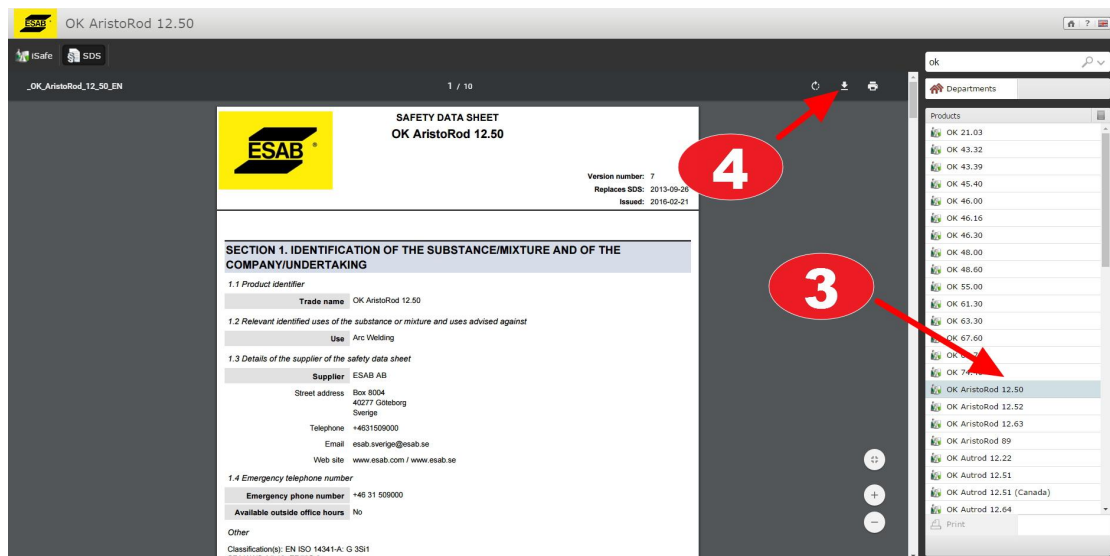 ESAB
OK AristoRod 12.50
?
iSafe
SDS
ok
_OK_AristoRod_12_50_EN
1 / 10
Departments
Products
OK 21.03
OK 43.32
OK 43.39
OK 45.40
OK 46.00
OK 46.16
OK 46.30
OK 48.00
OK 48.60
OK 55.00
OK 61.30
OK 63.30
OK 67.60
OK
OK
OK AristoRod 12.50
OK AristoRod 12.52
OK AristoRod 12.63
OK AristoRod 89
OK Autrod 12.22
OK Autrod 12.51
OK Autrod 12.51 (Canada)
OK Autrod 12.64
Print
4
3
ESAB
SAFETY DATA SHEET
OK AristoRod 12.50
Version number: 7
Replaces SDS: 2013-09-26
Issued: 2016-02-21
SECTION 1. IDENTIFICATION OF THE SUBSTANCE/MIXTURE AND OF THE
COMPANY/UNDERTAKING
1.1 Product identifier
Trade name OK AristoRod 12.50
1.2 Relevant identified uses of the substance or mixture and uses advised against
Use Arc Welding
1.3 Details of the supplier of the safety data sheet
Supplier ESAB AB
Street address Box 8004
40277 Göteborg
Sverige
Telephone +4631509000
Email esab.sverige@esab.se
Web site www.esab.com / www.esab.se
1.4 Emergency telephone number
Emergency phone number +46 31 509000
Available outside office hours No
Other
Classification(s): EN ISO 14341-A: G 3Si1